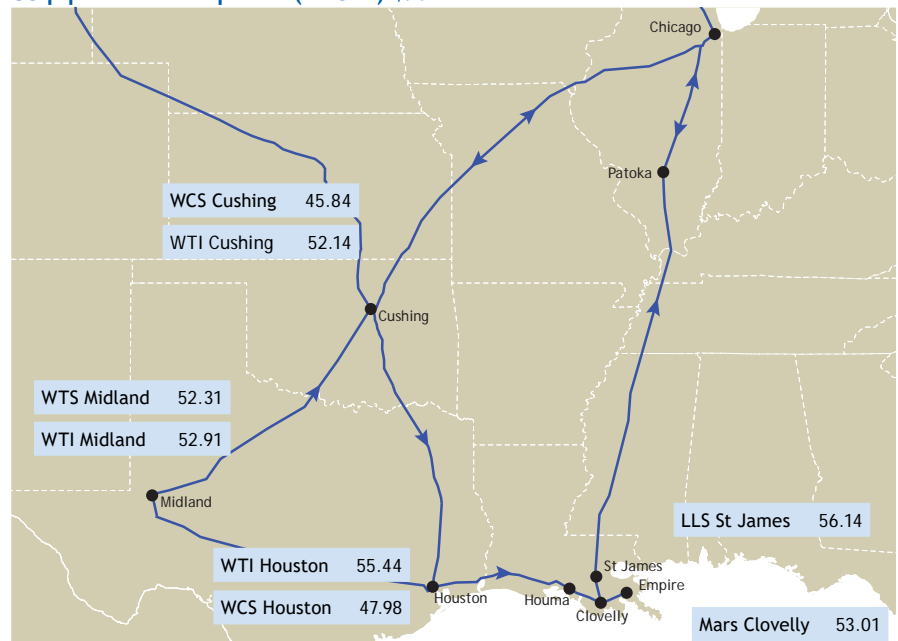 Chicago
Patoka
WCS Cushing 45.84
WTI Cushing 52.14
Cushing
WTS Midland 52.31
WTI Midland 52.91
Midland
LLS St James 56.14
WTI Houston 55.44
WCS Houston 47.98
Houston
Houma
St James
Empire
Clovelly
Mars Clovelly 53.01